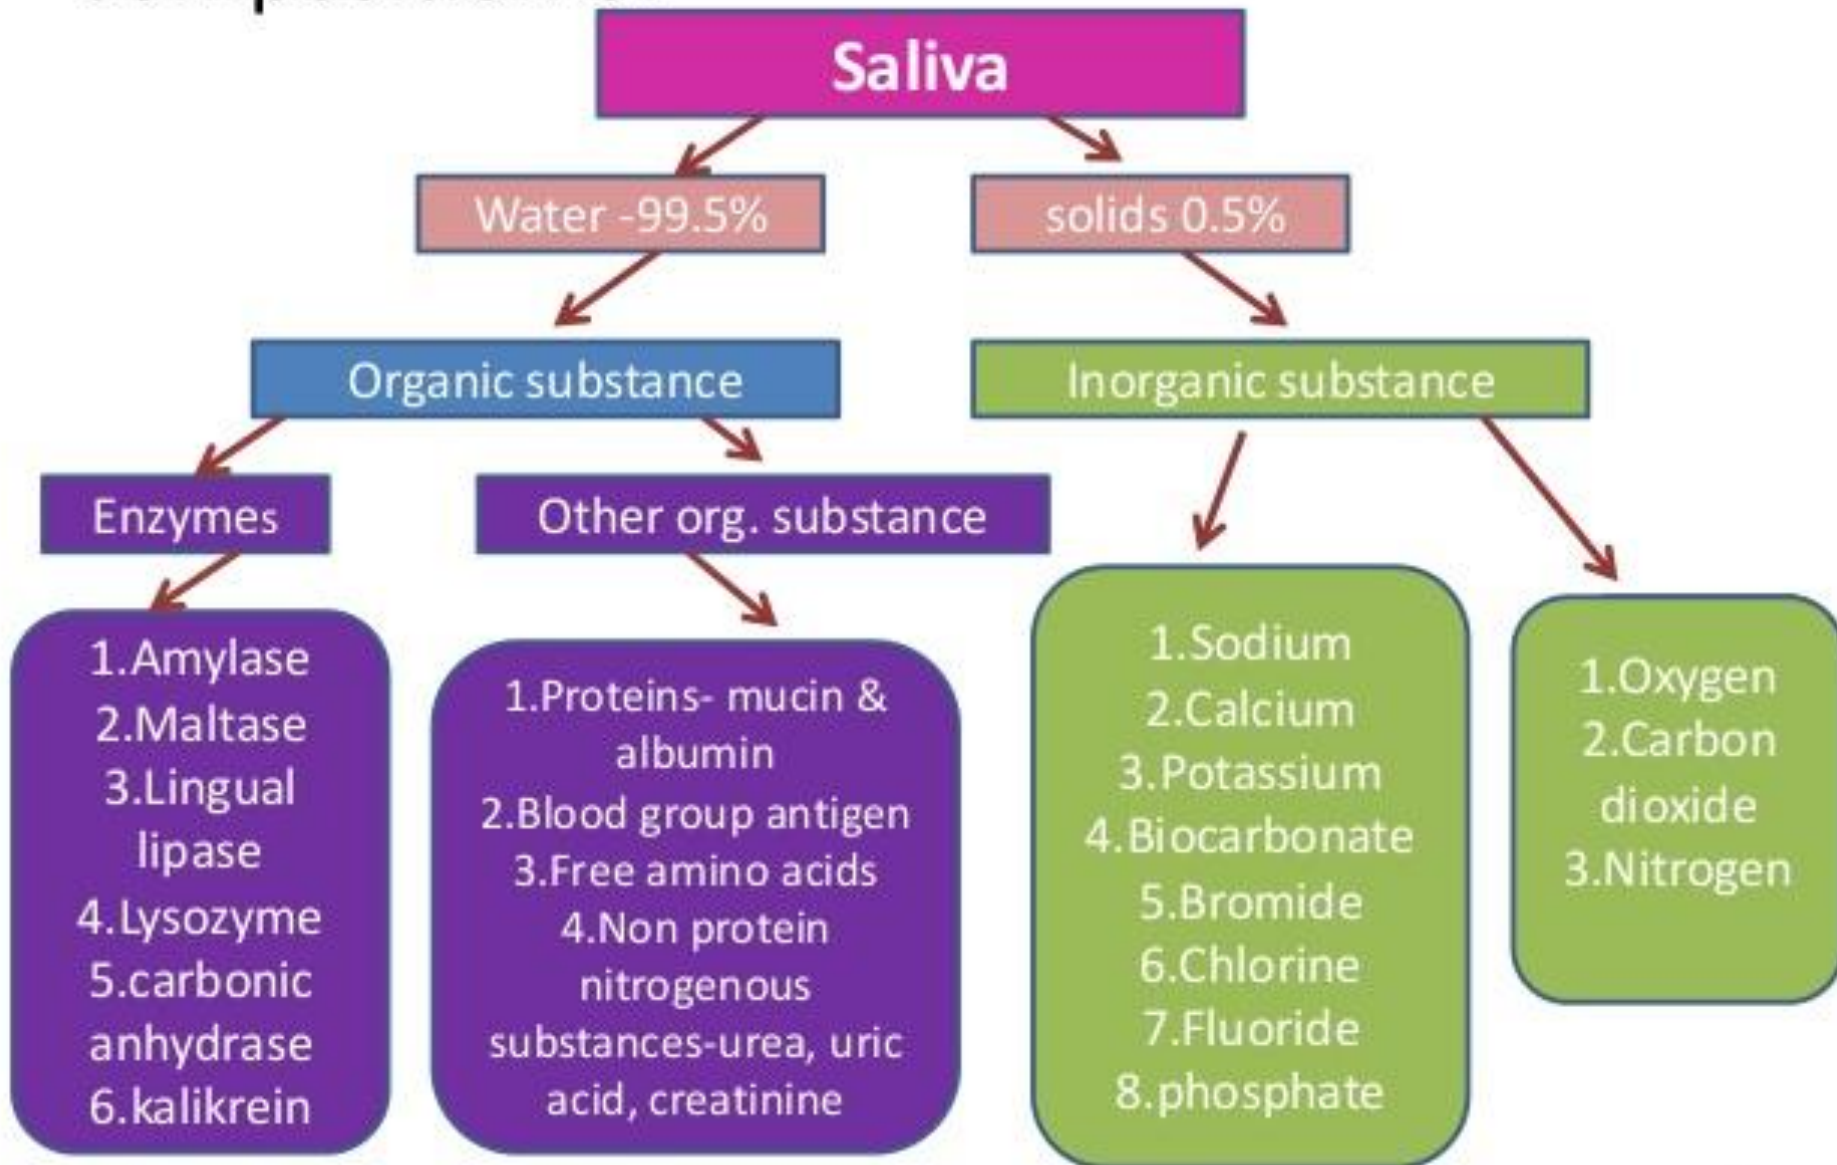 Saliva
Water -99.5%
solids 0.5%
Organic substance
Inorganic substance
Enzymes
Other org. substance
1.Amylase
2.Maltase
3.Lingual
lipase
4.Lysozyme
5.carbonic
anhydrase
6.kalikrein
1.Proteins- mucin &
albumin
2.Blood group antigen
3.Free amino acids
4.Non protein
nitrogenous
substances-urea, uric
acid, creatinine
1.Sodium
2.Calcium
3.Potassium
4.Biocarbonate
5.Bromide
6.Chlorine
7.Fluoride
8.phosphate
1.Oxygen
2.Carbon
dioxide
3.Nitrogen